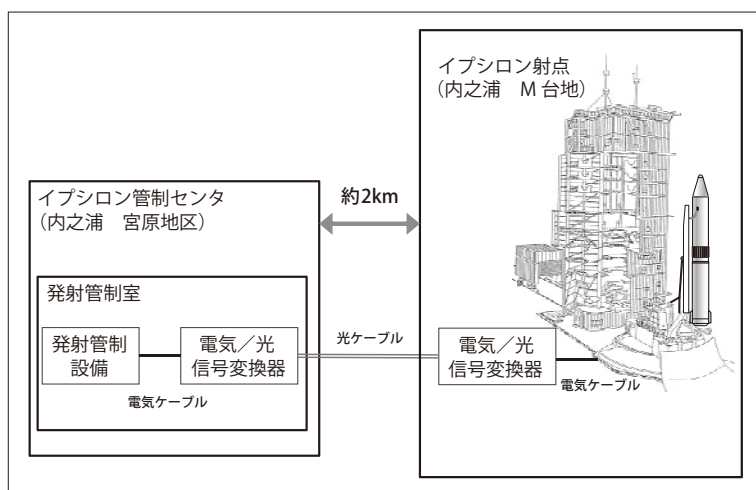 イプシロン射点
（内之浦　M 台地）
イプシロン管制センタ
（内之浦　宮原地区）
約2km
発射管制室
発射管制
設備
電気／光
信号変換器
電気ケーブル
光ケーブル
電気／光
信号変換器
電気ケーブル